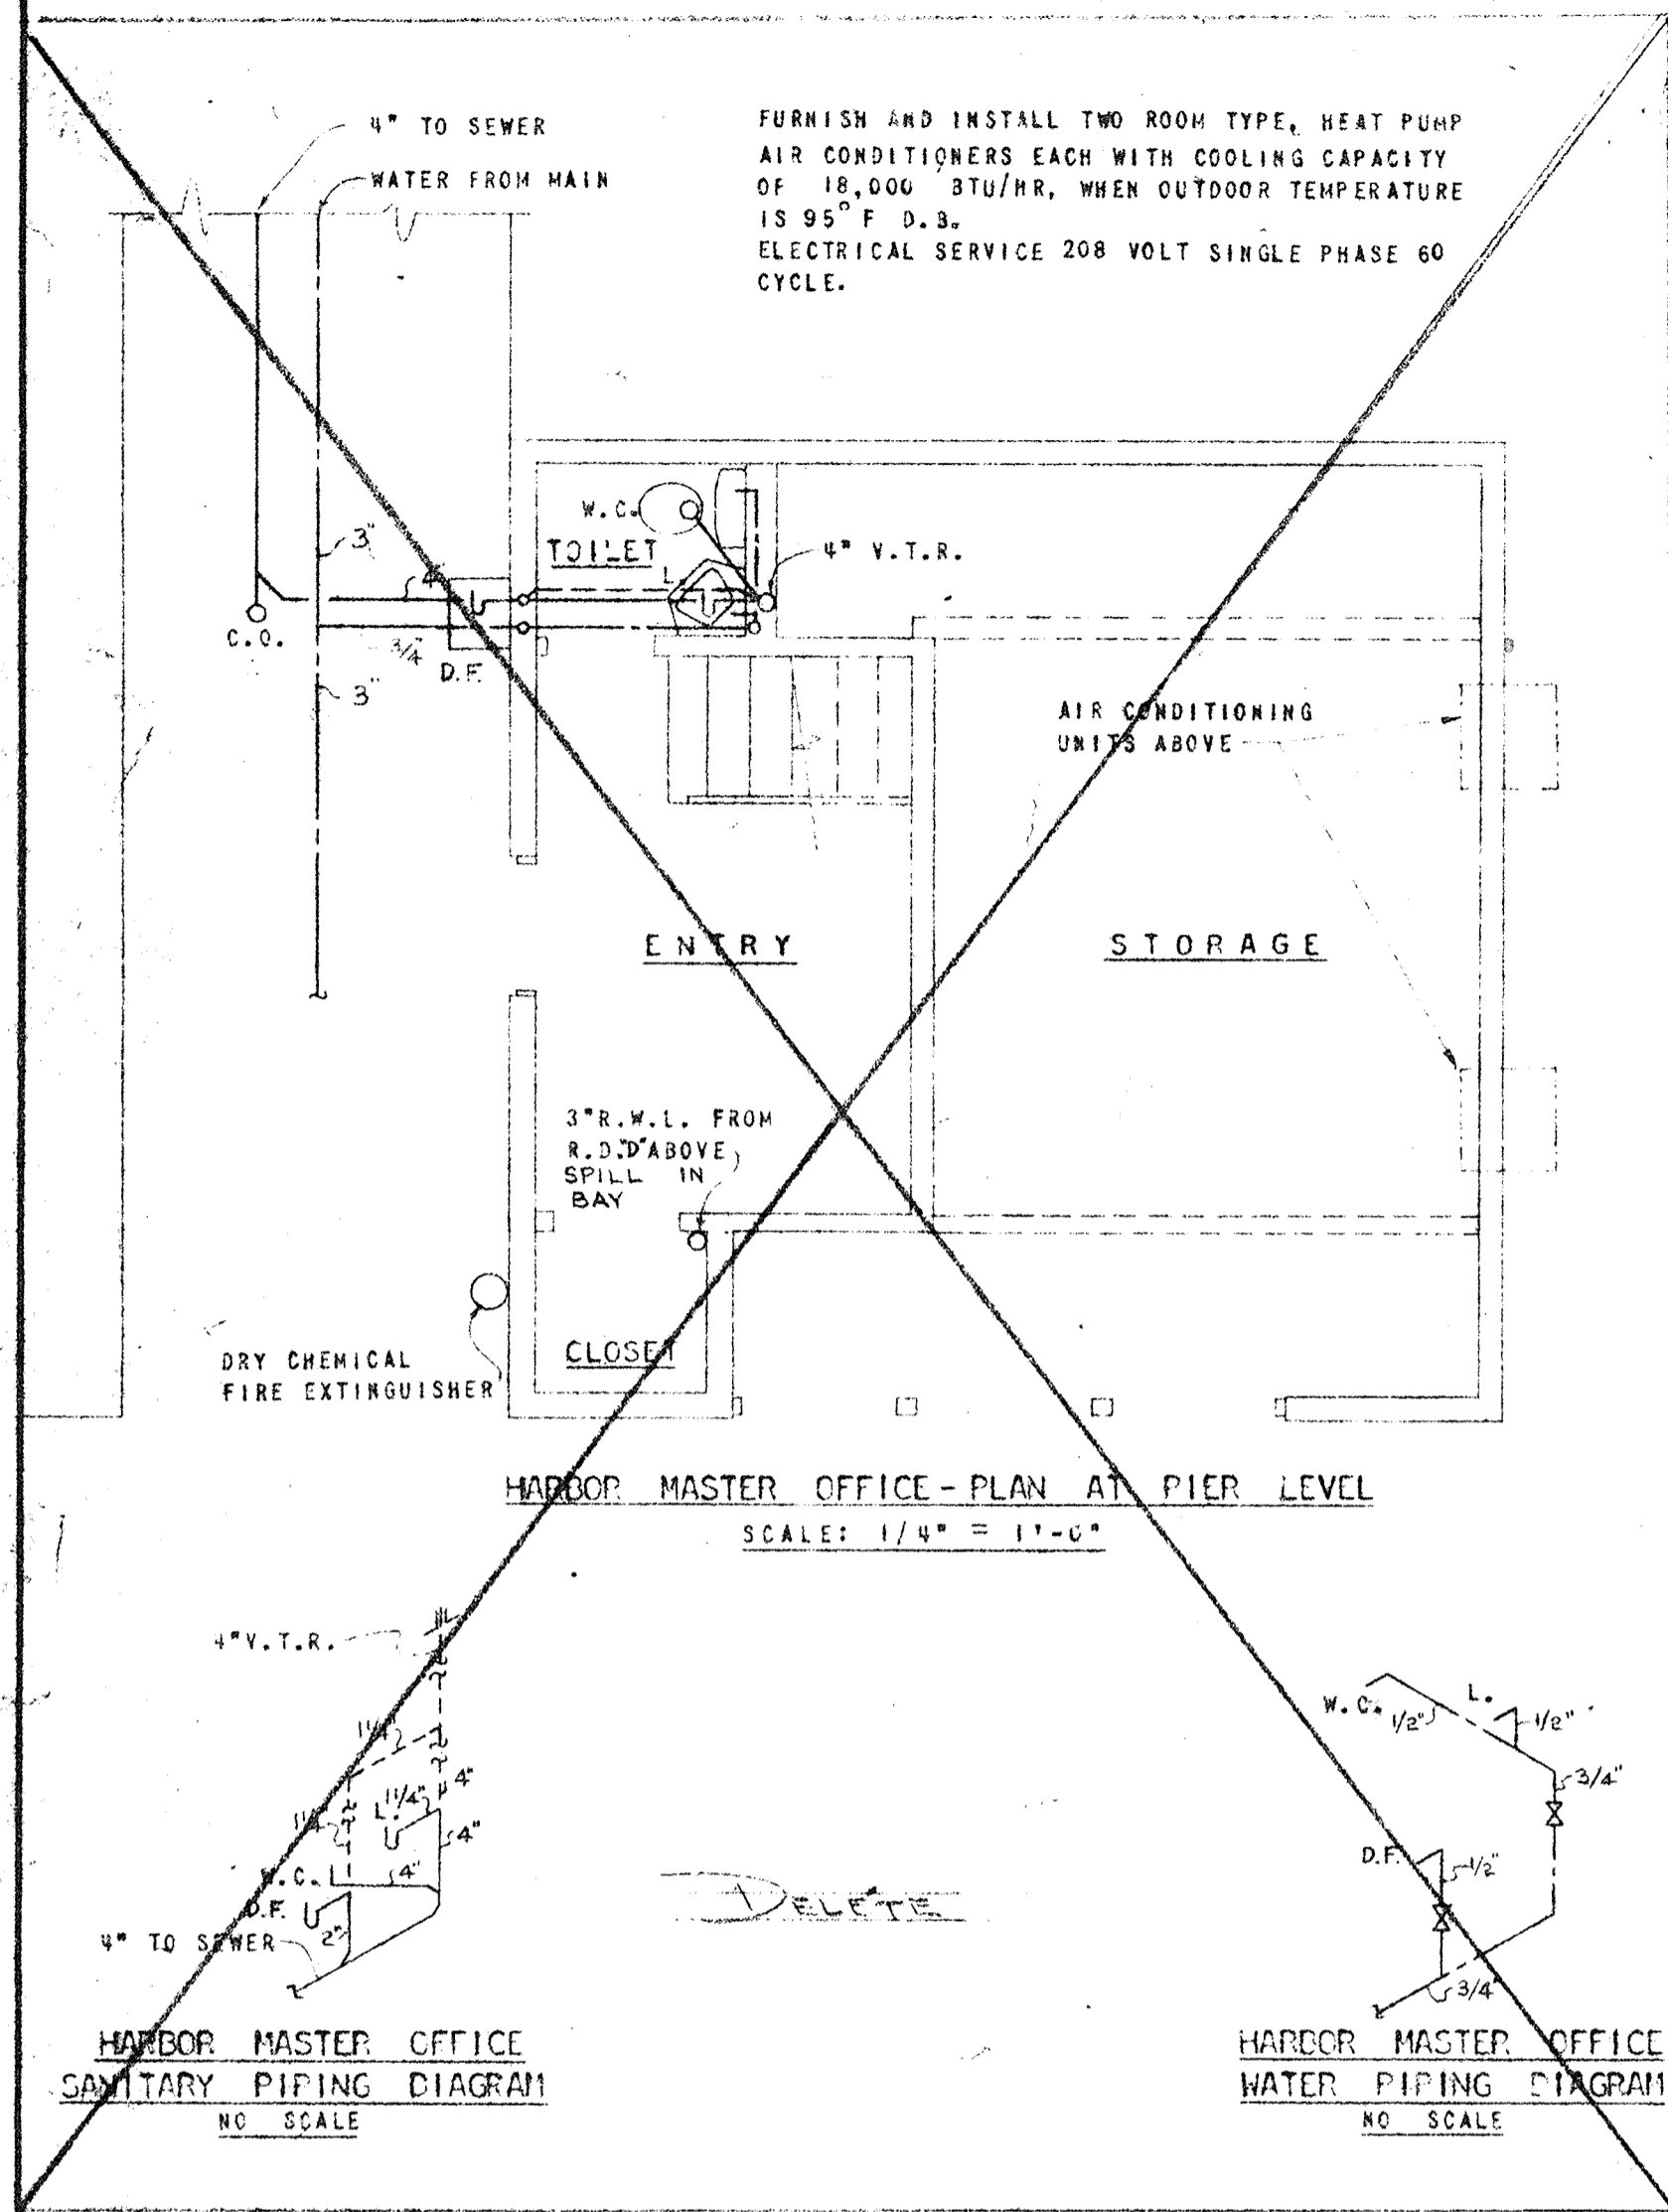 4" TO SEWER
WATER FROM MAIN
FURNISH AND INSTALL TWO ROOM TYPE, HEAT PUMP
AIR CONDITIONERS EACH WITH COOLING CAPACITY
OF 18,000 BTU/HR, WHEN OUTDOOR TEMPERATURE
IS 95° F D.B.
ELECTRICAL SERVICE 208 VOLT SINGLE PHASE 60
CYCLE.
W.C.
TOILET
L.
4" V.T.R.
3"
4"
C.O.
3/4"
D.F.
3"
AIR CONDITIONING
UNITS ABOVE
ENTRY
STORAGE
3" R.W.L. FROM
R.D."D" ABOVE
SPILL IN
BAY
DRY CHEMICAL
FIRE EXTINGUISHER
CLOSET
HARBOR MASTER OFFICE - PLAN AT PIER LEVEL
SCALE: 1/4" = 1'-0"
4" V.T.R.
1 1/4"
4"
1 1/4"
L.
1 1/4"
4"
W.C.
4"
D.F.
2"
4" TO SEWER
HARBOR MASTER OFFICE
SANITARY PIPING DIAGRAM
NO SCALE
DELETE
W.C.
1/2"
L.
1/2"
3/4"
D.F.
1/2"
3/4"
HARBOR MASTER OFFICE
WATER PIPING DIAGRAM
NO SCALE